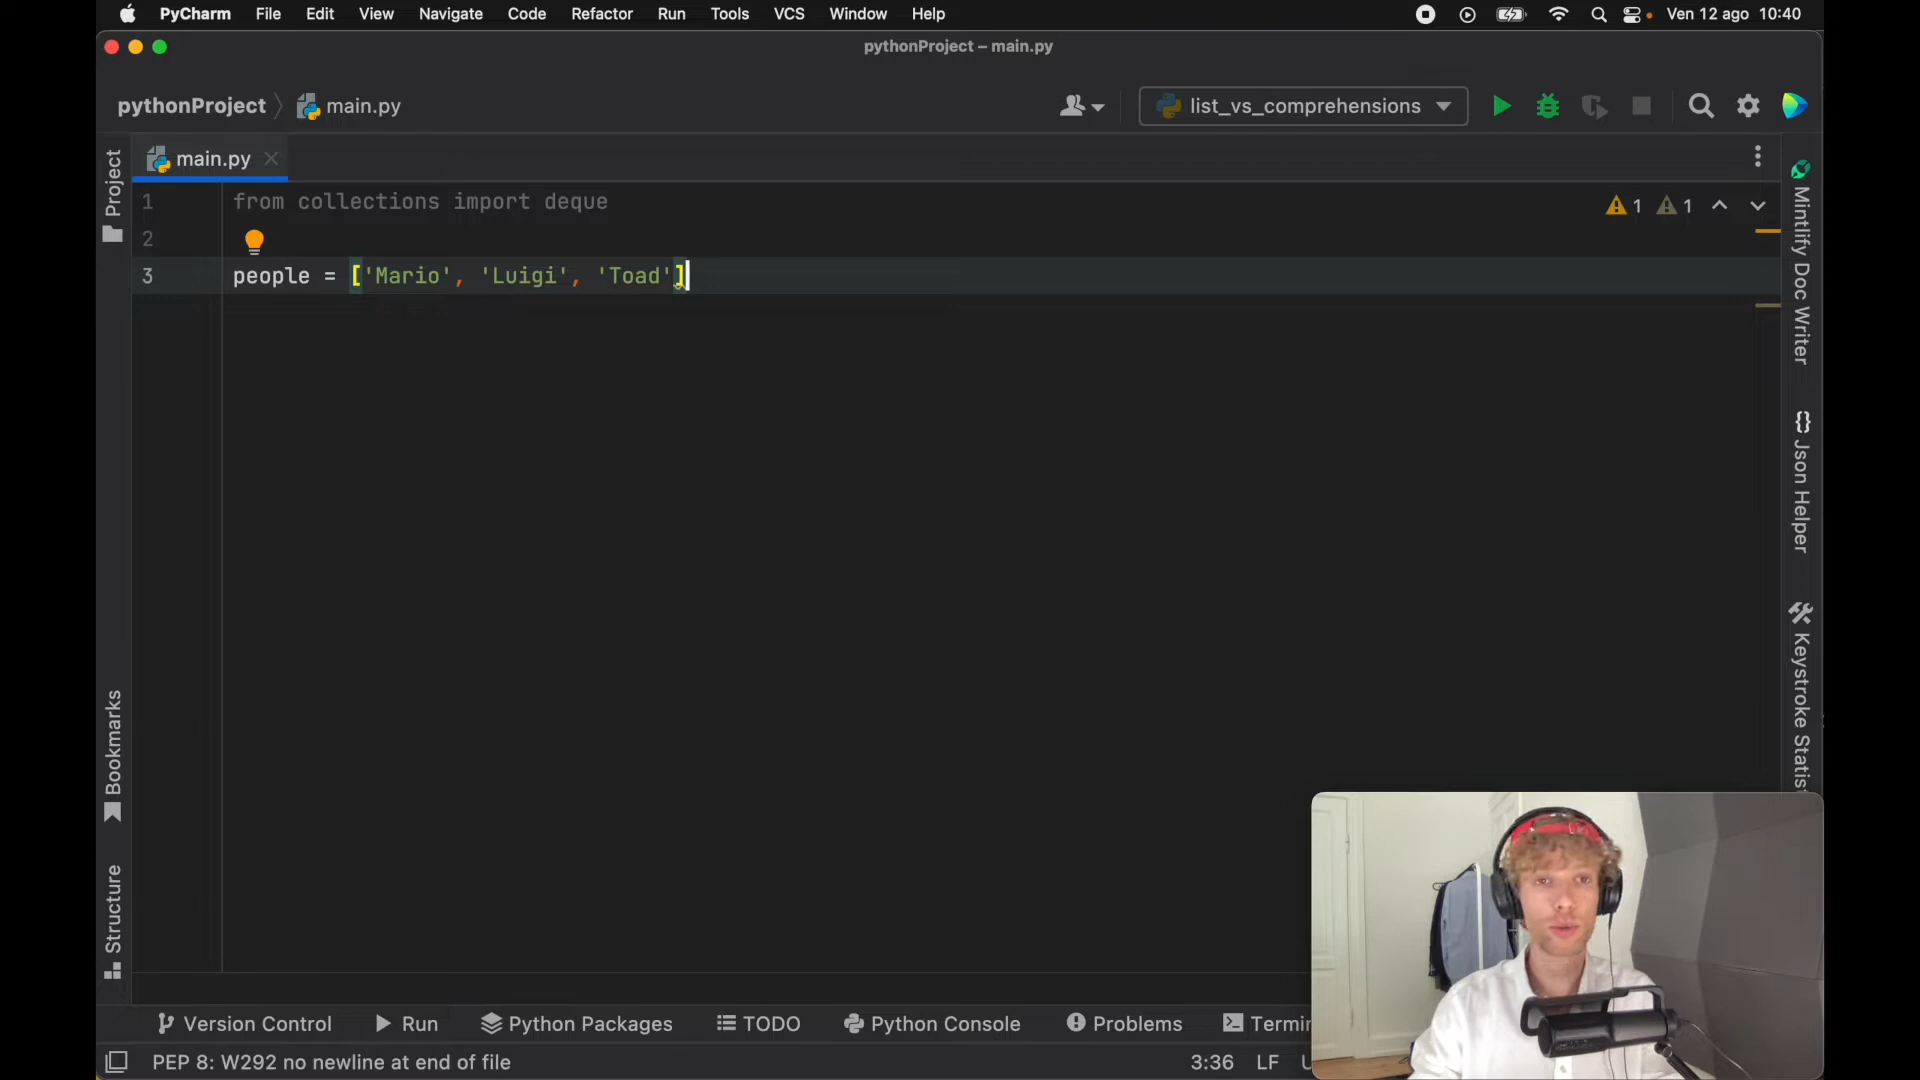 PyCharm File Edit View Navigate Code Refactor Run Tools VCS Window Help Ven 12 ago 10:40
pythonProject – main.py
pythonProject main.py list_vs_comprehensions
main.py
1 from collections import deque
2
3 people = ['Mario', 'Luigi', 'Toad']
1 1
Project
Bookmarks
Structure
Mintlify Doc Writer
{} Json Helper
Keystroke Statis
Version Control Run Python Packages TODO Python Console Problems Termin
PEP 8: W292 no newline at end of file 3:36 LF U